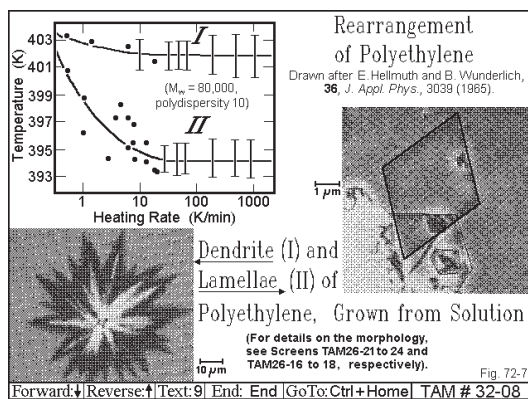 Rearrangement
of Polyethylene
Drawn after E. Hellmuth and B. Wunderlich,
36, J. Appl. Phys., 3039 (1965).
Temperature (K)
403
401
399
396
395
393
I
(Mw = 80,000,
polydispersity 10)
II
1
10
100
1000
Heating Rate (K/min)
1 µm
Dendrite (I) and
Lamellae (II) of
Polyethylene, Grown from Solution
(For details on the morphology,
see Screens TAM26-21 to 24 and
TAM26-16 to 18, respectively).
10 µm
Fig. 72-7
Forward:↓ Reverse:↑ Text:9 End: End GoTo:Ctrl+Home TAM # 32-08